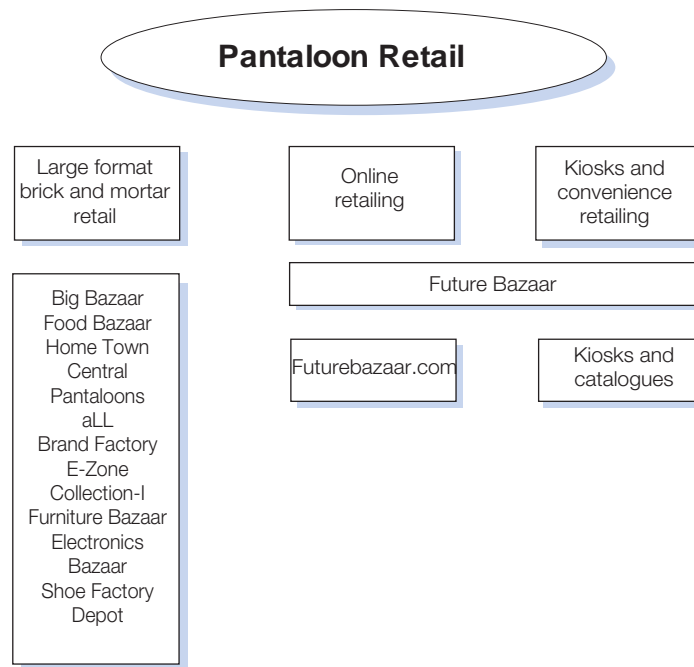 Pantaloon Retail
Large format
brick and mortar
retail
Online
retailing
Kiosks and
convenience
retailing
Future Bazaar
Big Bazaar
Food Bazaar
Home Town
Central
Pantaloons
aLL
Brand Factory
E-Zone
Collection-I
Furniture Bazaar
Electronics
Bazaar
Shoe Factory
Depot
Futurebazaar.com
Kiosks and
catalogues